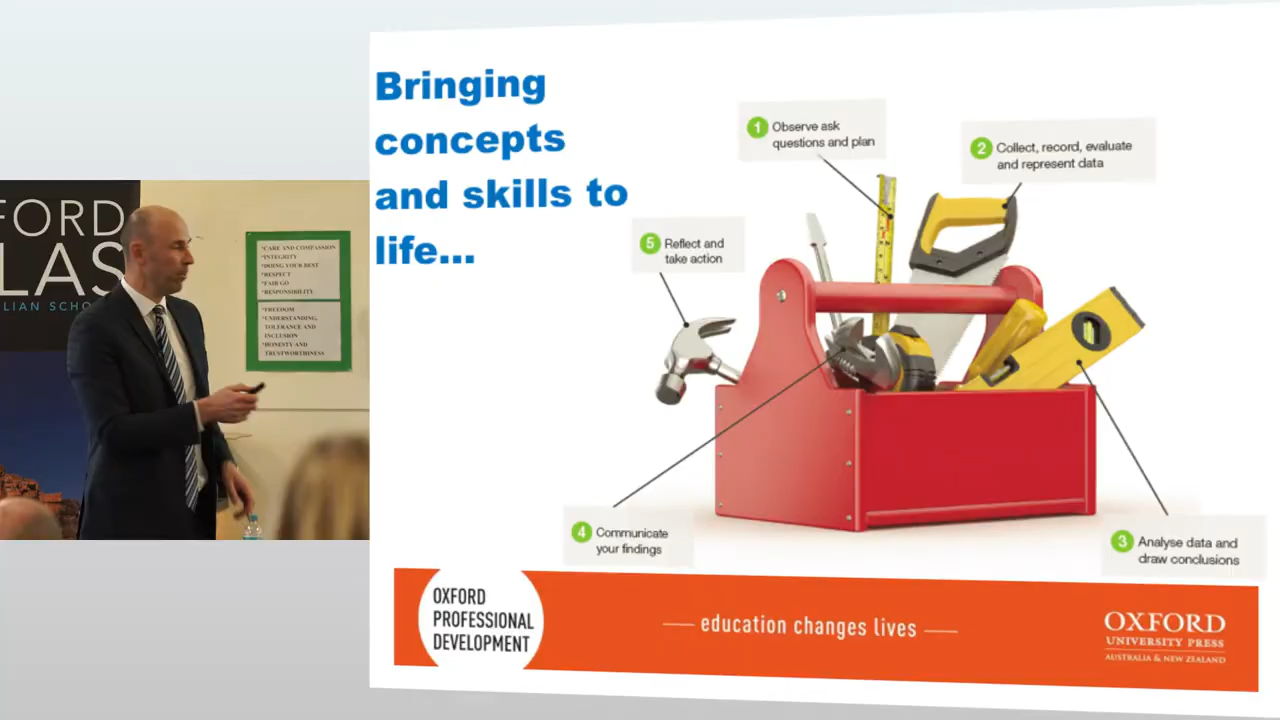 FORD
LAS
LIAN SCHO
*CARE AND COMPASSION
*INTEGRITY
*DOING YOUR BEST
*RESPECT
*FAIR GO
*RESPONSIBILITY
*FREEDOM
*UNDERSTANDING,
TOLERANCE AND
INCLUSION
*HONESTY AND
TRUSTWORTHINESS
Bringing
concepts
and skills to
life...
1 Observe ask
questions and plan
2 Collect, record, evaluate
and represent data
5 Reflect and
take action
4 Communicate
your findings
3 Analyse data and
draw conclusions
OXFORD
PROFESSIONAL
DEVELOPMENT
education changes lives
OXFORD
UNIVERSITY PRESS
AUSTRALIA & NEW ZEALAND